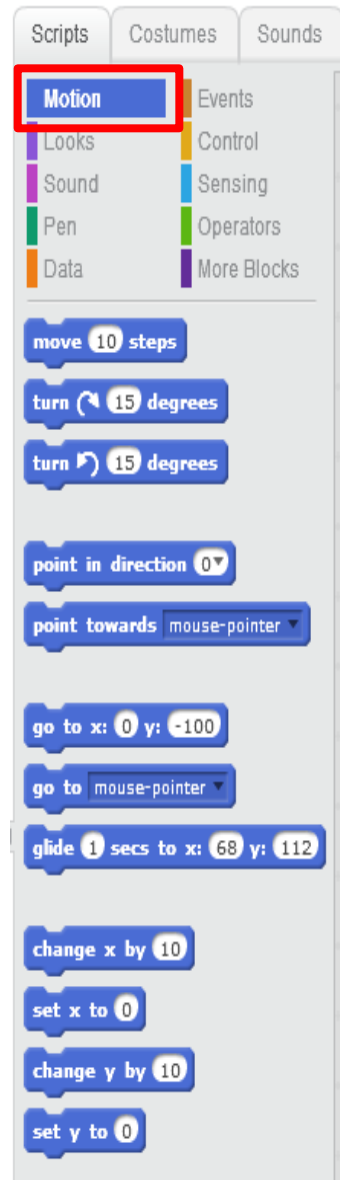 Scripts Costumes Sounds
Motion Events
Looks Control
Sound Sensing
Pen Operators
Data More Blocks
move 10 steps
turn 15 degrees
turn 15 degrees
point in direction 0
point towards mouse-pointer
go to x: 0 y: -100
go to mouse-pointer
glide 1 secs to x: 68 y: 112
change x by 10
set x to 0
change y by 10
set y to 0